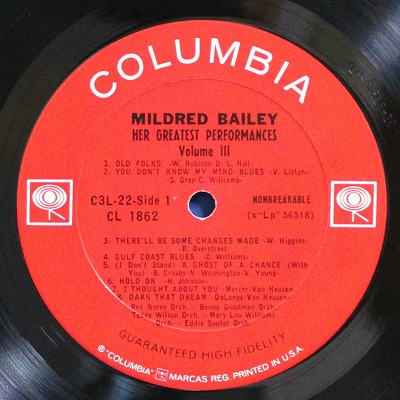 COLUMBIA
MILDRED BAILEY
HER GREATEST PERFORMANCES
Volume III
1. OLD FOLKS -W. Robison-D. L. Hill-
2. YOU DON'T KNOW MY MIND BLUES -V. Liston-
S. Grey-C. Williams-
C3L-22-Side 1
NONBREAKABLE
CL 1862
(x"Lp"56518)
3. THERE'LL BE SOME CHANGES MADE -W. Higgins-
B. Overstreet-
4. GULF COAST BLUES -C. Williams-
5. (I Don't Stand) A GHOST OF A CHANCE (With
You) -B. Crosby-N. Washington-V. Young-
6. HOLD ON -H. Johnson-
7. I THOUGHT ABOUT YOU -Mercer-Van Heusen-
8. DARN THAT DREAM -DeLange-Van Heusen-
Red Norvo Orch. - Benny Goodman Orch.
Teddy Wilson Orch. - Mary Lou Williams
Orch. - Eddie Sauter Orch.
GUARANTEED HIGH FIDELITY
® "COLUMBIA" MARCAS REG. PRINTED IN U.S.A.